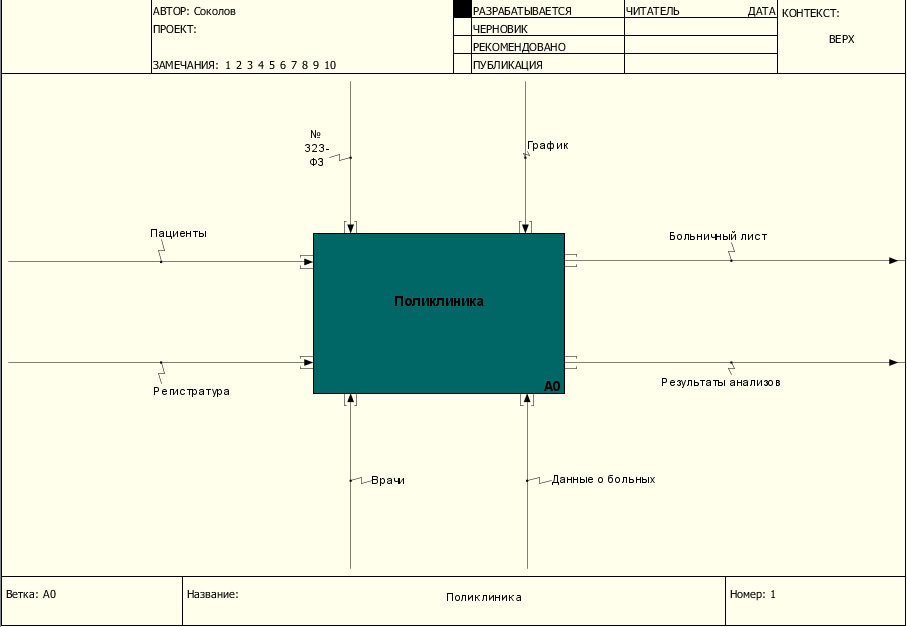 АВТОР: Соколов
ПРОЕКТ:
ЗАМЕЧАНИЯ: 1 2 3 4 5 6 7 8 9 10
РАЗРАБАТЫВАЕТСЯ
ЧЕРНОВИК
РЕКОМЕНДОВАНО
ПУБЛИКАЦИЯ
ЧИТАТЕЛЬ ДАТА
КОНТЕКСТ:
ВЕРХ
№
323-
ФЗ
График
Пациенты
Больничный лист
Поликлиника
A0
Регистратура
Результаты анализов
Врачи
Данные о больных
Ветка: A0
Название:
Поликлиника
Номер: 1